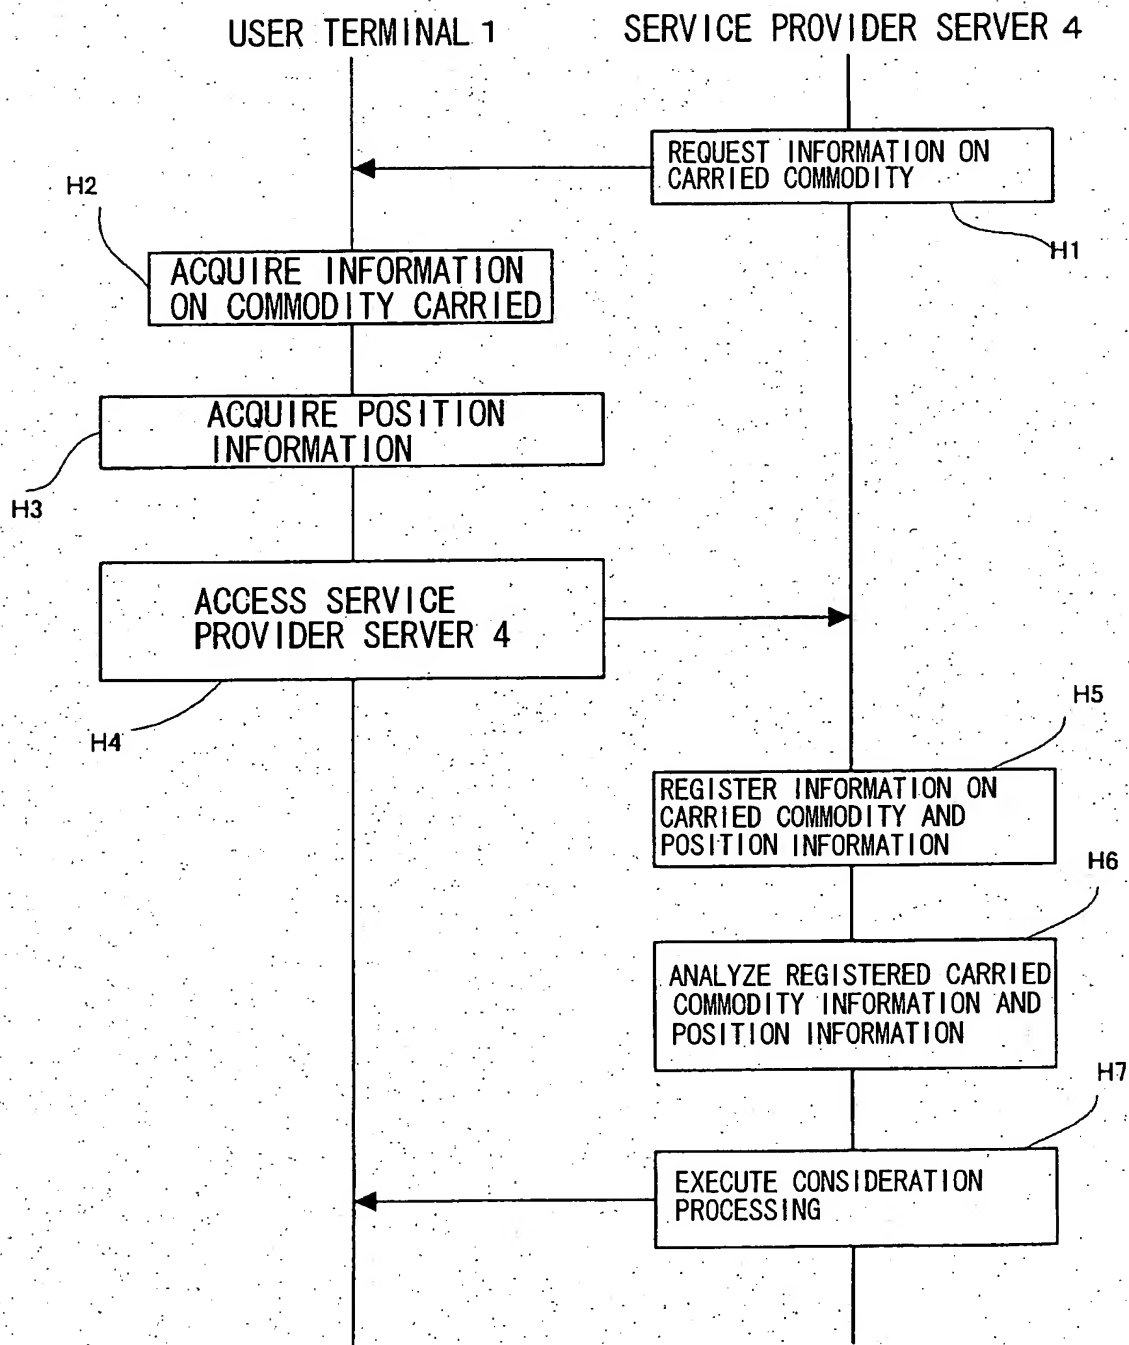 USER TERMINAL 1
SERVICE PROVIDER SERVER 4
REQUEST INFORMATION ON
CARRIED COMMODITY
H1
H2
ACQUIRE INFORMATION
ON COMMODITY CARRIED
ACQUIRE POSITION
INFORMATION
H3
ACCESS SERVICE
PROVIDER SERVER 4
H4
H5
REGISTER INFORMATION ON
CARRIED COMMODITY AND
POSITION INFORMATION
H6
ANALYZE REGISTERED CARRIED
COMMODITY INFORMATION AND
POSITION INFORMATION
H7
EXECUTE CONSIDERATION
PROCESSING